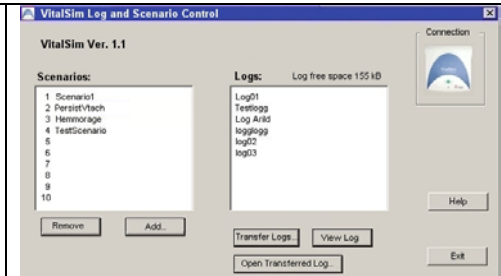 VitalSim Log and Scenario Control
Connection
VitalSim Ver. 1.1
Scenarios:
1 Scenario1
2 PersistVtach
3 Hemmorage
4 TestScenario
5
6
7
8
9
10
Remove
Add..
Logs:
Log free space 155 kB
Log01
Testlogg
Log Arild
logglogg
log02
log03
Transfer Logs..
View Log
Open Transferred Log..
Help
Exit